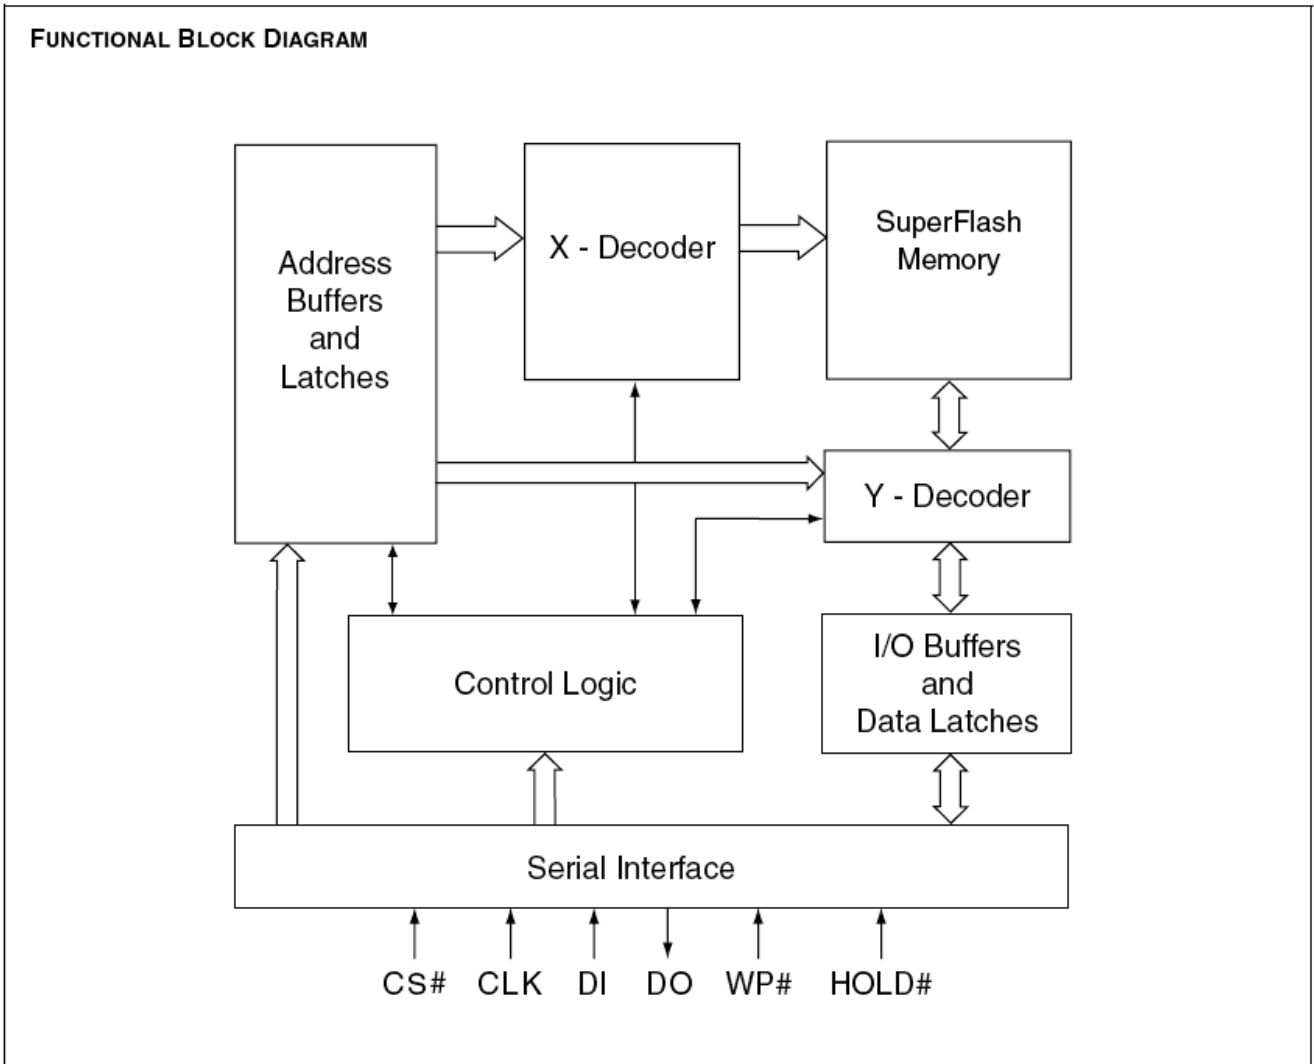 FUNCTIONAL BLOCK DIAGRAM
Address
Buffers
and
Latches
X - Decoder
SuperFlash
Memory
Y - Decoder
Control Logic
I/O Buffers
and
Data Latches
Serial Interface
CS# CLK DI DO WP# HOLD#